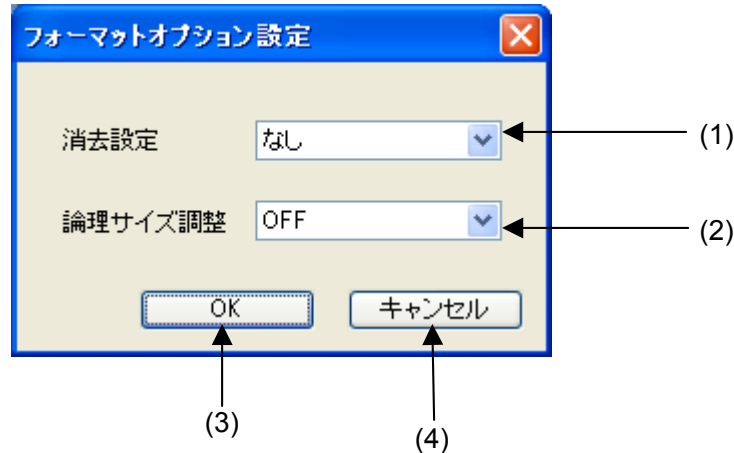 フォーマットオプション設定
消去設定 なし (1)
論理サイズ調整 OFF (2)
OK キャンセル
(3) (4)